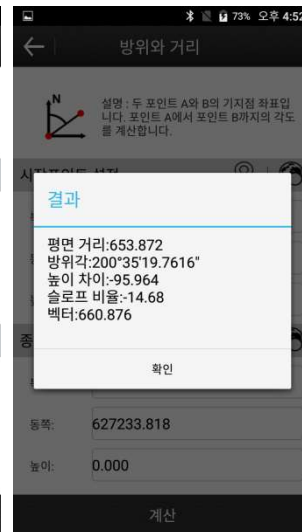 73% 오후 4:52
방위와 거리
N
설명 : 두 포인트 A와 B의 기지점 좌표입
니다. 포인트 A에서 포인트 B까지의 각도
를 계산합니다.
결과
평면 거리:653.872
방위각:200°35'19.7616"
높이 차이:-95.964
슬로프 비율:-14.68
벡터:660.876
확인
동쪽:
627233.818
높이:
0.000
계산